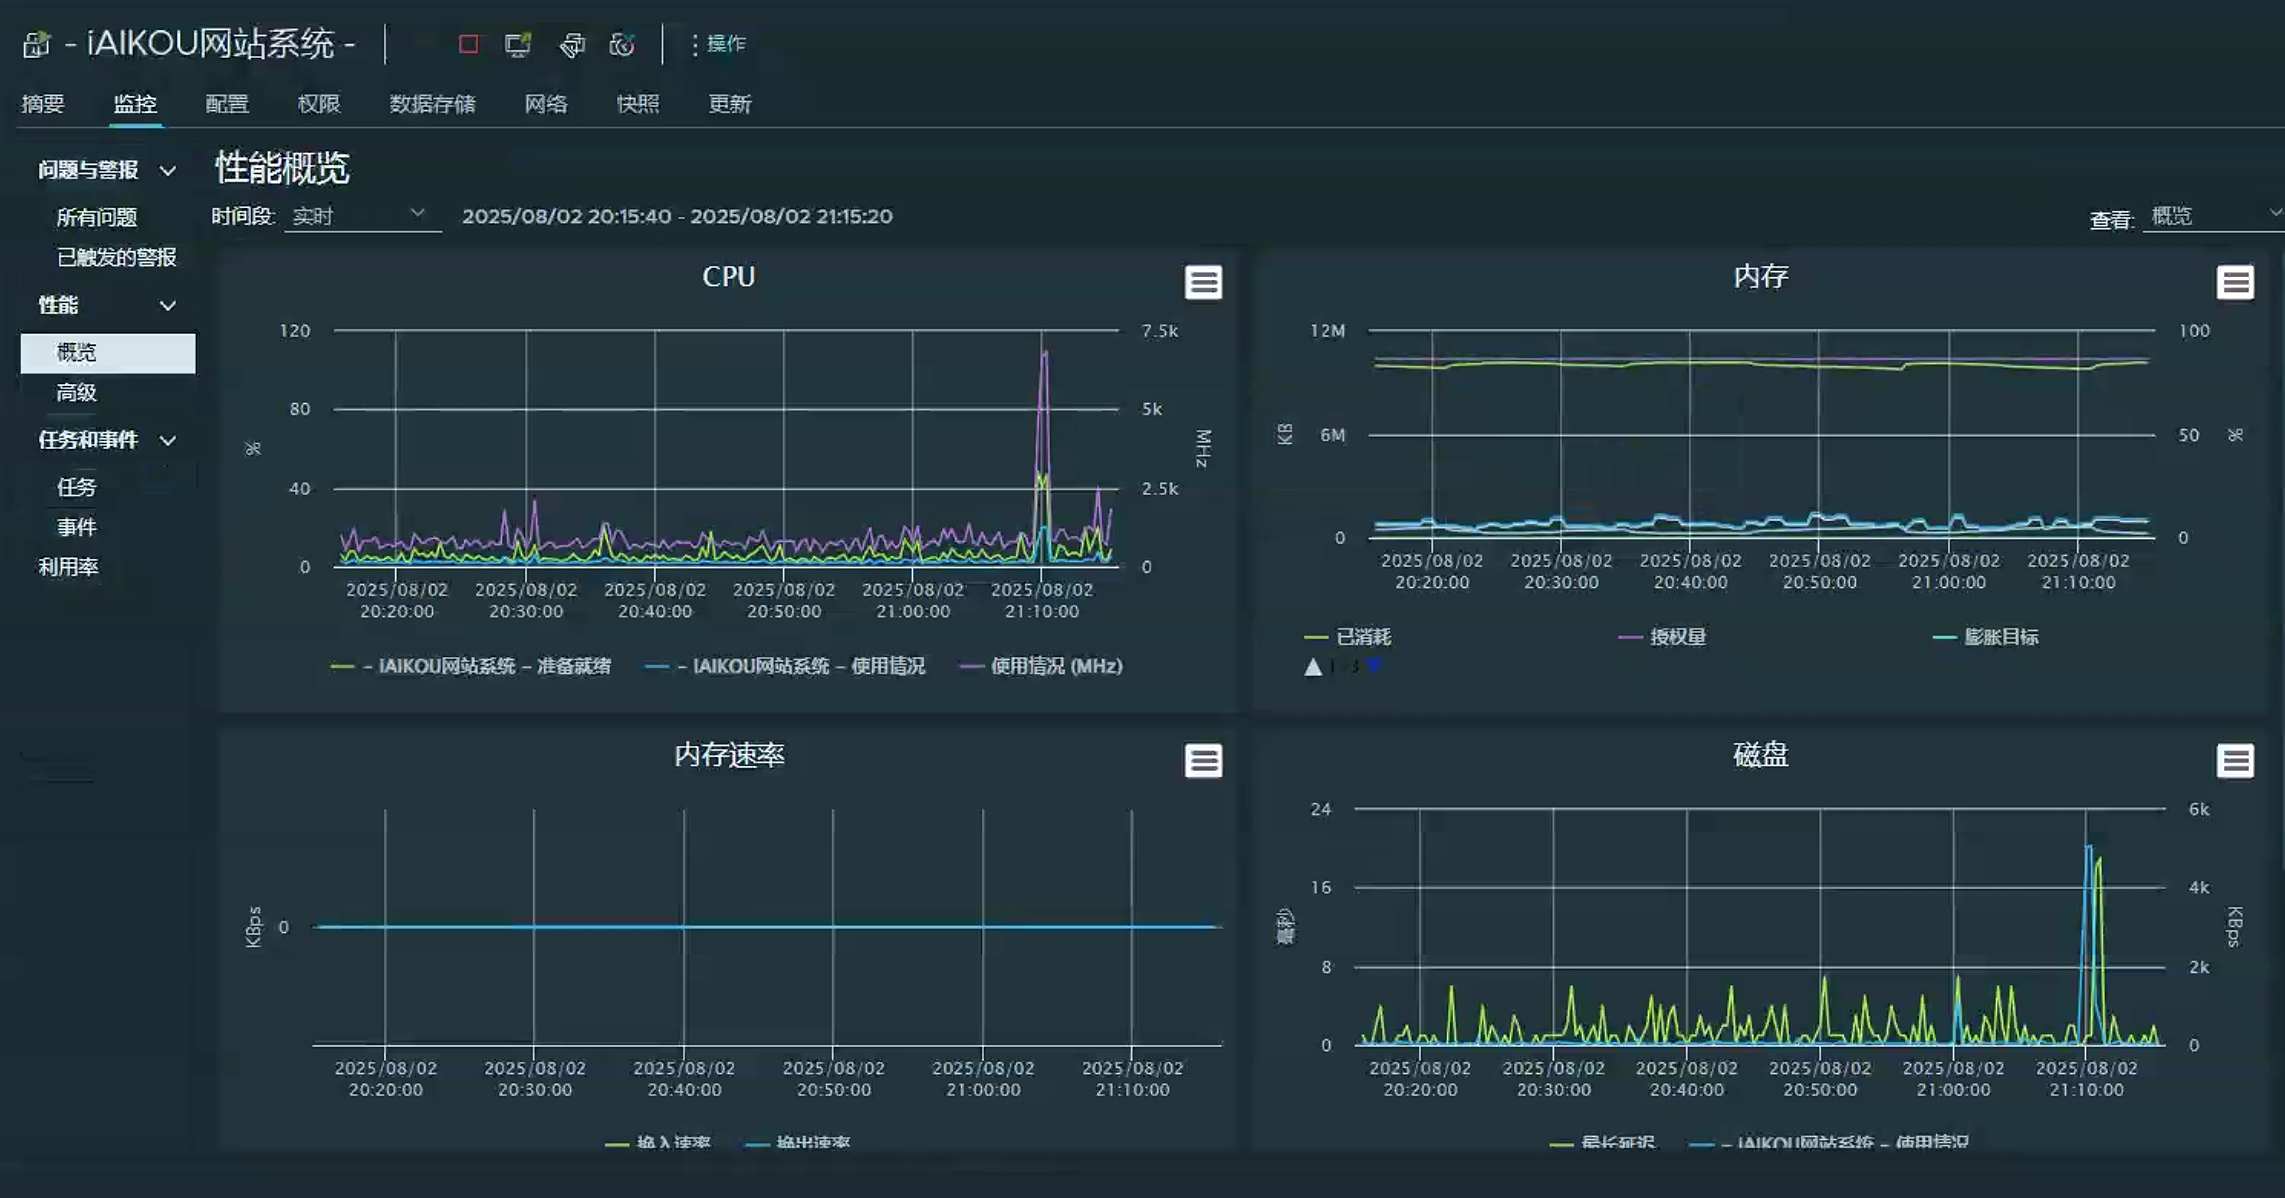 - iAIKOU网站系统 -
操作
摘要 监控 配置 权限 数据存储 网络 快照 更新
问题与警报
所有问题
已触发的警报
性能
概览
高级
任务和事件
任务
事件
利用率
性能概览
时间段: 实时 2025/08/02 20:15:40 - 2025/08/02 21:15:20
查看: 概览
CPU
120 7.5k
80 5k
% MHz
40 2.5k
0 0
2025/08/02 2025/08/02 2025/08/02 2025/08/02 2025/08/02 2025/08/02
20:20:00 20:30:00 20:40:00 20:50:00 21:00:00 21:10:00
- iAIKOU网站系统 - 准备就绪 - iAIKOU网站系统 - 使用情况 使用情况 (MHz)
内存
12M 100
KB 6M 50 %
0 0
2025/08/02 2025/08/02 2025/08/02 2025/08/02 2025/08/02 2025/08/02
20:20:00 20:30:00 20:40:00 20:50:00 21:00:00 21:10:00
已消耗 授权量 膨胀目标
内存速率
KBps 0
2025/08/02 2025/08/02 2025/08/02 2025/08/02 2025/08/02 2025/08/02
20:20:00 20:30:00 20:40:00 20:50:00 21:00:00 21:10:00
换入速率 换出速率
磁盘
24 6k
16 4k
毫秒 KBps
8 2k
0 0
2025/08/02 2025/08/02 2025/08/02 2025/08/02 2025/08/02 2025/08/02
20:20:00 20:30:00 20:40:00 20:50:00 21:00:00 21:10:00
最长延迟 - iAIKOU网站系统 - 使用情况